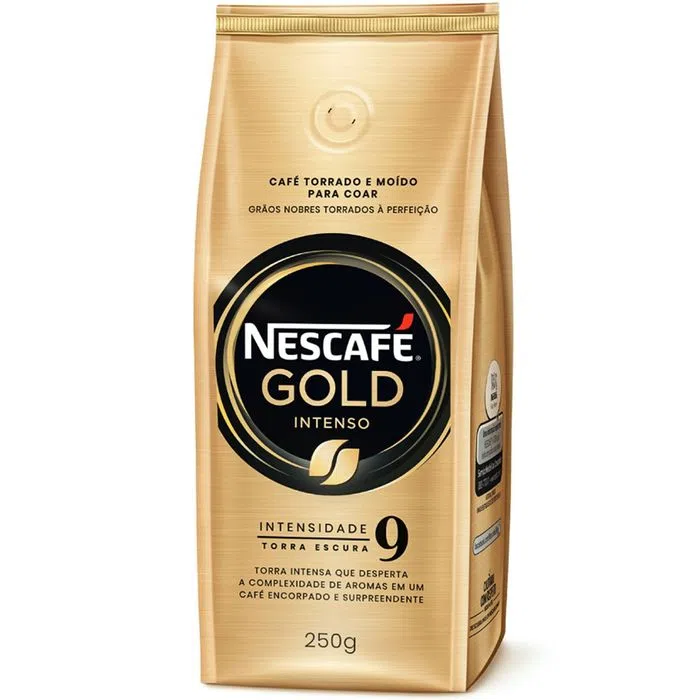 CAFÉ TORRADO E MOÍDO
PARA COAR
GRÃOS NOBRES TORRADOS À PERFEIÇÃO
NESCAFÉ®
GOLD
INTENSO
INTENSIDADE 9
TORRA ESCURA
TORRA INTENSA QUE DESPERTA
A COMPLEXIDADE DE AROMAS EM UM
CAFÉ ENCORPADO E SURPREENDENTE
250g